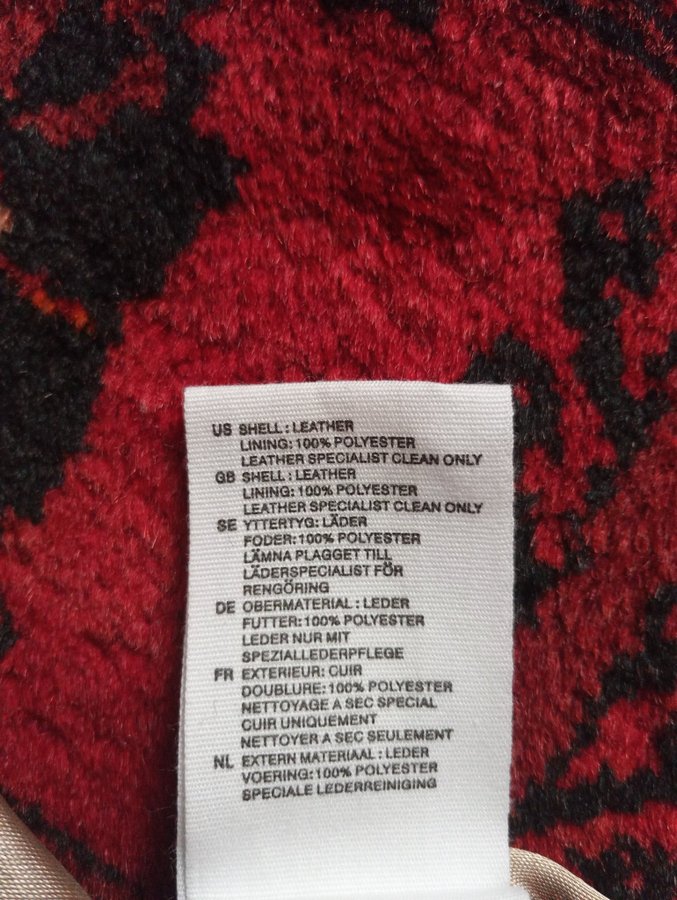 US SHELL : LEATHER
LINING: 100% POLYESTER
LEATHER SPECIALIST CLEAN ONLY
GB SHELL : LEATHER
LINING: 100% POLYESTER
LEATHER SPECIALIST CLEAN ONLY
SE YTTERTYG: LÄDER
FODER: 100% POLYESTER
LÄMNA PLAGGET TILL
LÄDERSPECIALIST FÖR
RENGÖRING
DE OBERMATERIAL : LEDER
FUTTER: 100% POLYESTER
LEDER NUR MIT
SPEZIALLEDERPFLEGE
FR EXTERIEUR: CUIR
DOUBLURE: 100% POLYESTER
NETTOYAGE A SEC SPECIAL
CUIR UNIQUEMENT
NETTOYER A SEC SEULEMENT
NL EXTERN MATERIAAL : LEDER
VOERING: 100% POLYESTER
SPECIALE LEDERREINIGING